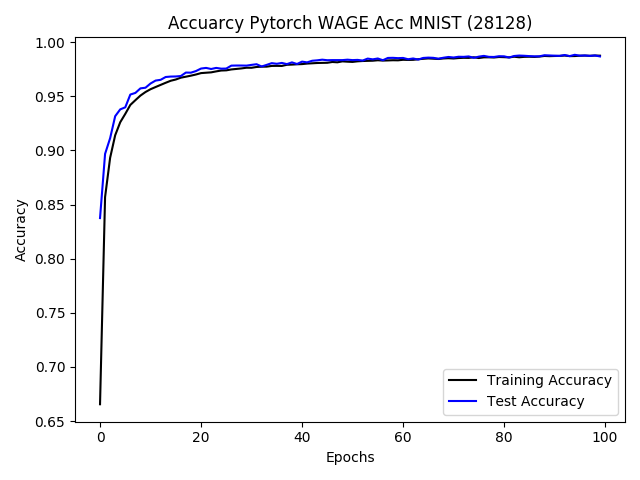 Accuarcy Pytorch WAGE Acc MNIST (28128)
1.00
0.95
0.90
0.85
0.80
0.75
0.70
0.65
Accuracy
Training Accuracy
Test Accuracy
0 20 40 60 80 100
Epochs